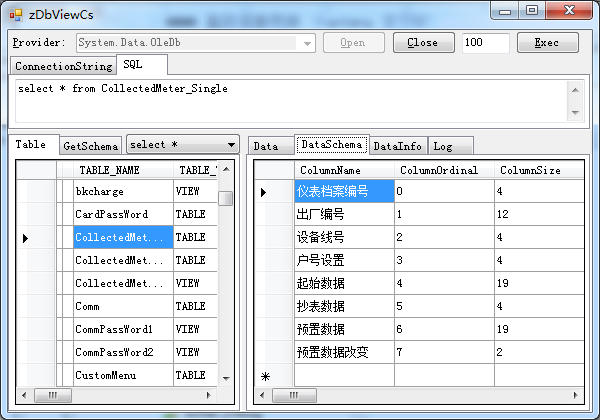 zDbViewCs
Provider: System.Data.OleDb Open Close 100 Exec
ConnectionString SQL
select * from CollectedMeter_Single
Table GetSchema select * Data DataSchema DataInfo Log
TABLE_NAME TABLE_T ColumnName ColumnOrdinal ColumnSize
bkcharge VIEW 仪表档案编号 0 4
CardPassWord TABLE 出厂编号 1 12
CollectedMet... TABLE 设备线号 2 4
CollectedMet... TABLE 户号设置 3 4
CollectedMet... VIEW 起始数据 4 19
Comm TABLE 抄表数据 5 4
CommPassWord1 VIEW 预置数据 6 19
CommPassWord2 VIEW 预置数据改变 7 2
CustomMenu TABLE